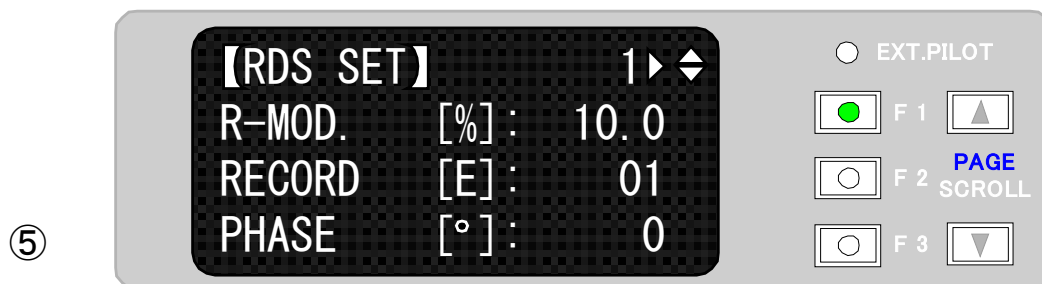 【RDS SET】 1
R-MOD. [%]: 10.0
RECORD [E]: 01
PHASE [°]: 0
⑤
EXT.PILOT
F 1
F 2
PAGE
SCROLL
F 3